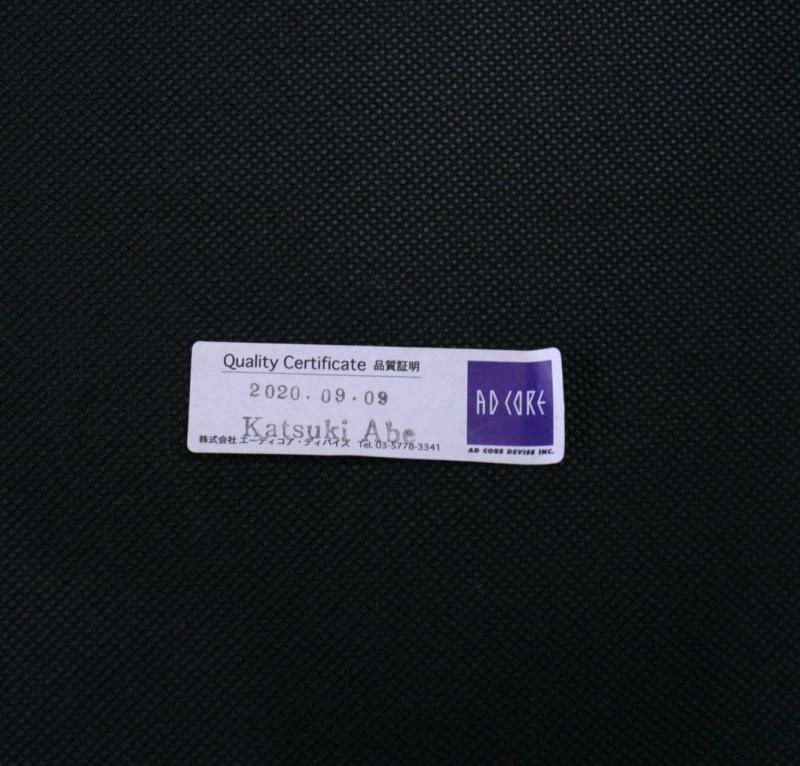 Quality Certificate 品質証明
2020.09.09
Katsuki Abe
株式会社 エーディコア・ディバイズ Tel.03-5778-3341
AD CORE
AD CORE DEVISE INC.